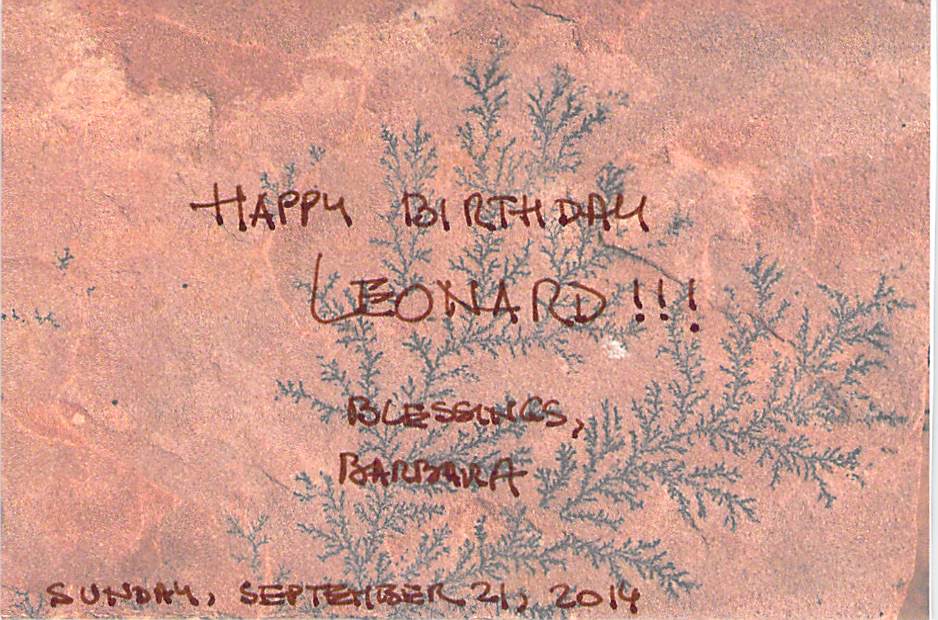 HAPPY BIRTHDAY
LEONARD!!!
BLESSINGS,
BARBARA
SUNDAY, SEPTEMBER 21, 2014